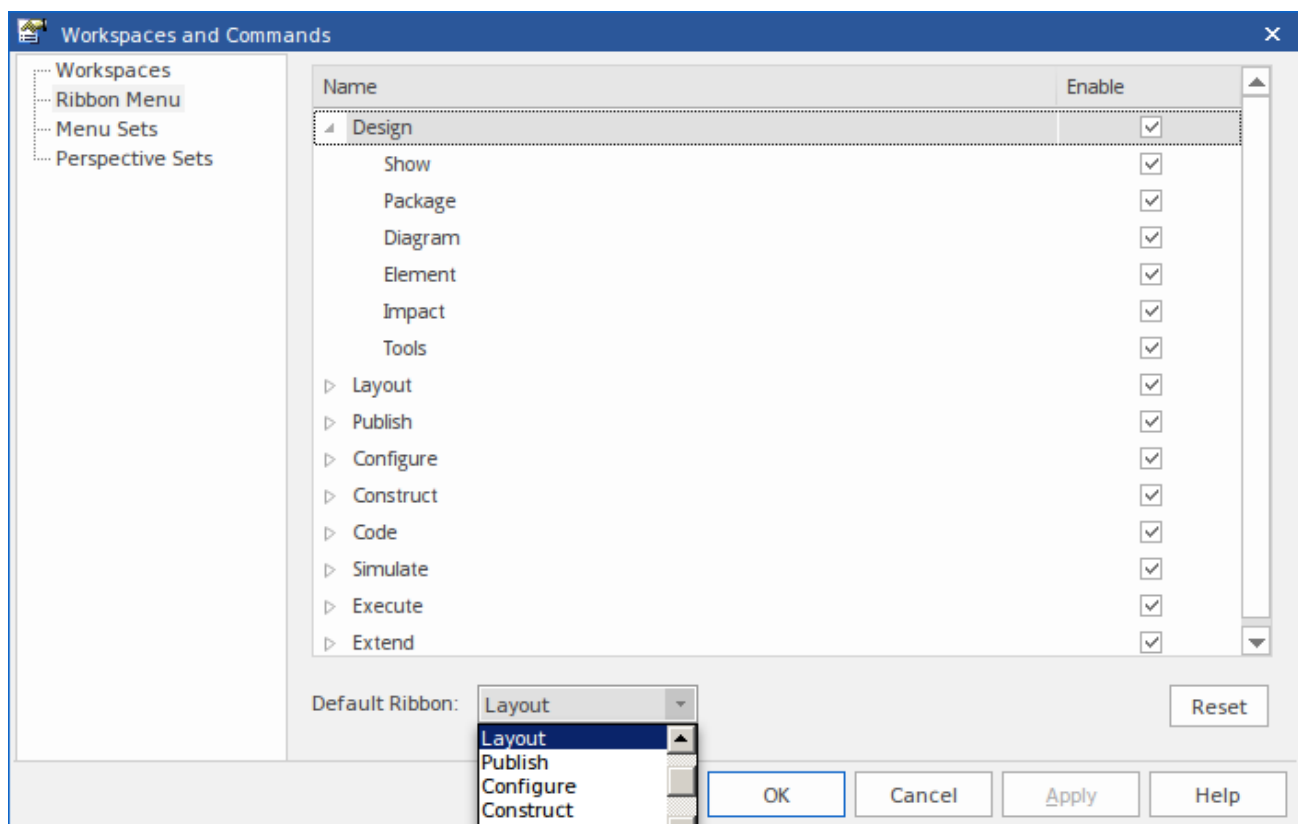 Workspaces and Commands
Workspaces
Ribbon Menu
Menu Sets
Perspective Sets
Name Enable
Design
Show
Package
Diagram
Element
Impact
Tools
Layout
Publish
Configure
Construct
Code
Simulate
Execute
Extend
Default Ribbon: Layout Reset
Layout
Publish
Configure
Construct
OK Cancel Apply Help